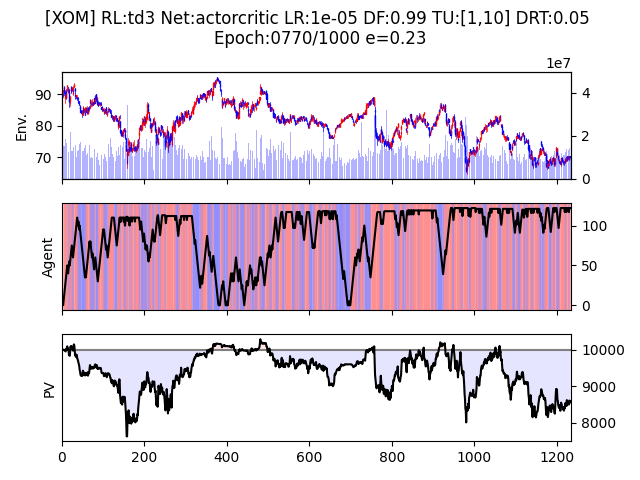 [XOM] RL:td3 Net:actorcritic LR:1e-05 DF:0.99 TU:[1,10] DRT:0.05
Epoch:0770/1000 e=0.23
1e7
90
80
70
Env.
4
2
0
Agent
100
50
0
PV
10000
9000
8000
0 200 400 600 800 1000 1200